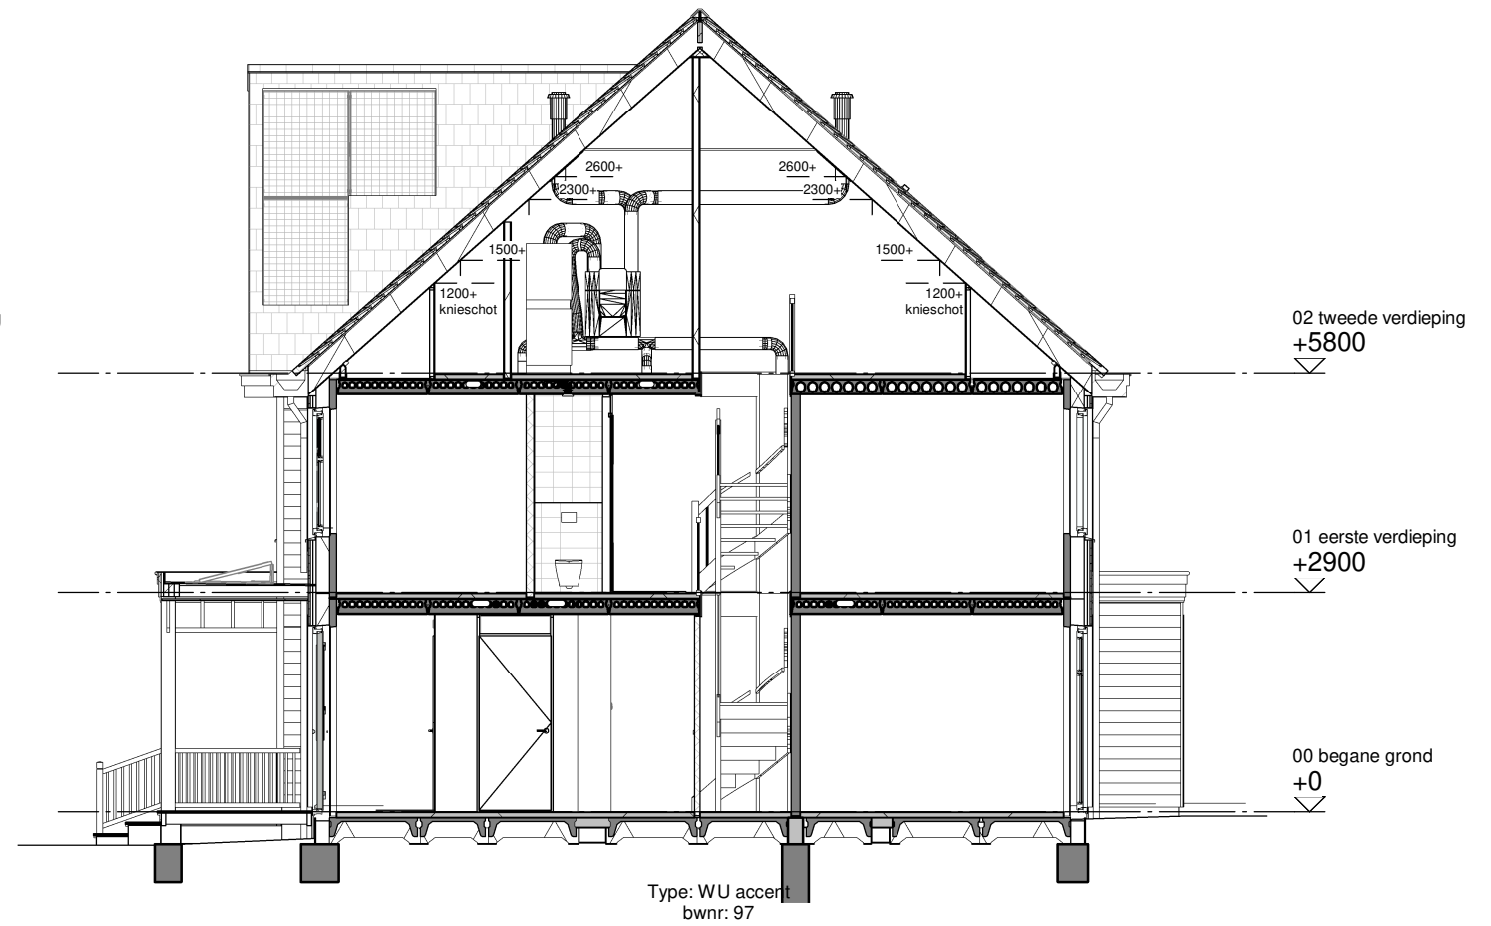 2600+
2600+
2300+
2300+
1500+
1500+
1200+
knieschot
1200+
knieschot
02 tweede verdieping
+5800
01 eerste verdieping
+2900
00 begane grond
+0
Type: WU accent
bwnr: 97